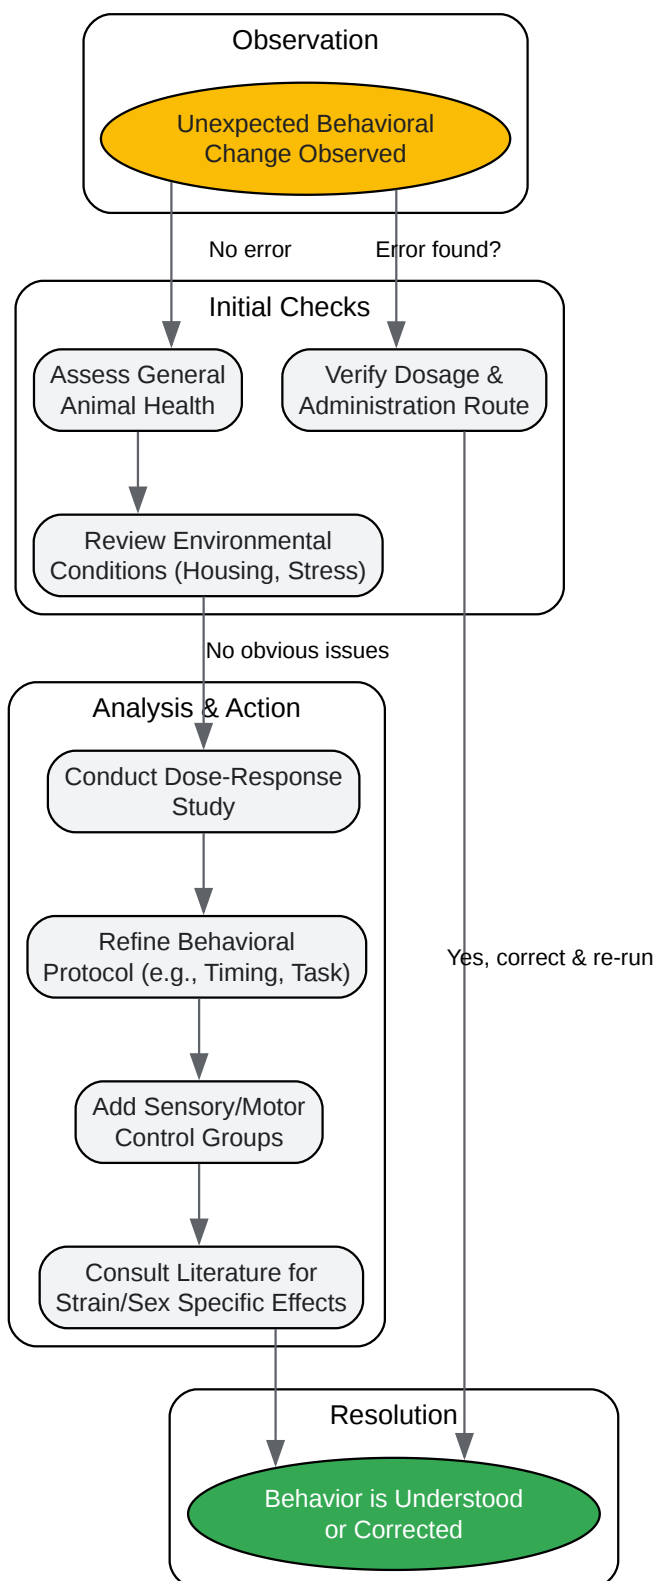 Observation
Unexpected Behavioral
Change Observed
No error
Error found?
Initial Checks
Assess General
Animal Health
Verify Dosage &
Administration Route
Review Environmental
Conditions (Housing, Stress)
No obvious issues
Analysis & Action
Conduct Dose-Response
Study
Refine Behavioral
Protocol (e.g., Timing, Task)
Yes, correct & re-run
Add Sensory/Motor
Control Groups
Consult Literature for
Strain/Sex Specific Effects
Resolution
Behavior is Understood
or Corrected